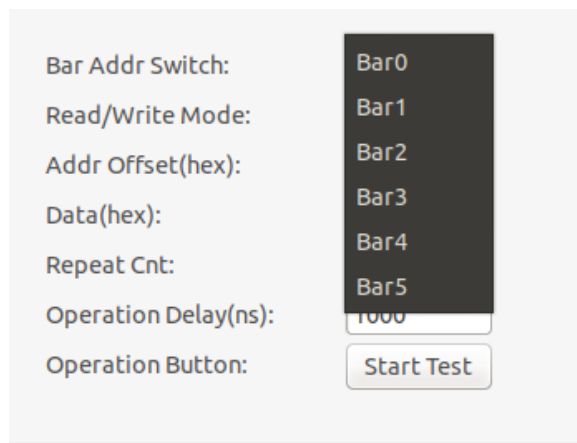 Bar Addr Switch: Bar0
Read/Write Mode: Bar1
Addr Offset(hex): Bar2
Data(hex): Bar3
Repeat Cnt: Bar4
Bar5
Operation Delay(ns): 1000
Operation Button: Start Test